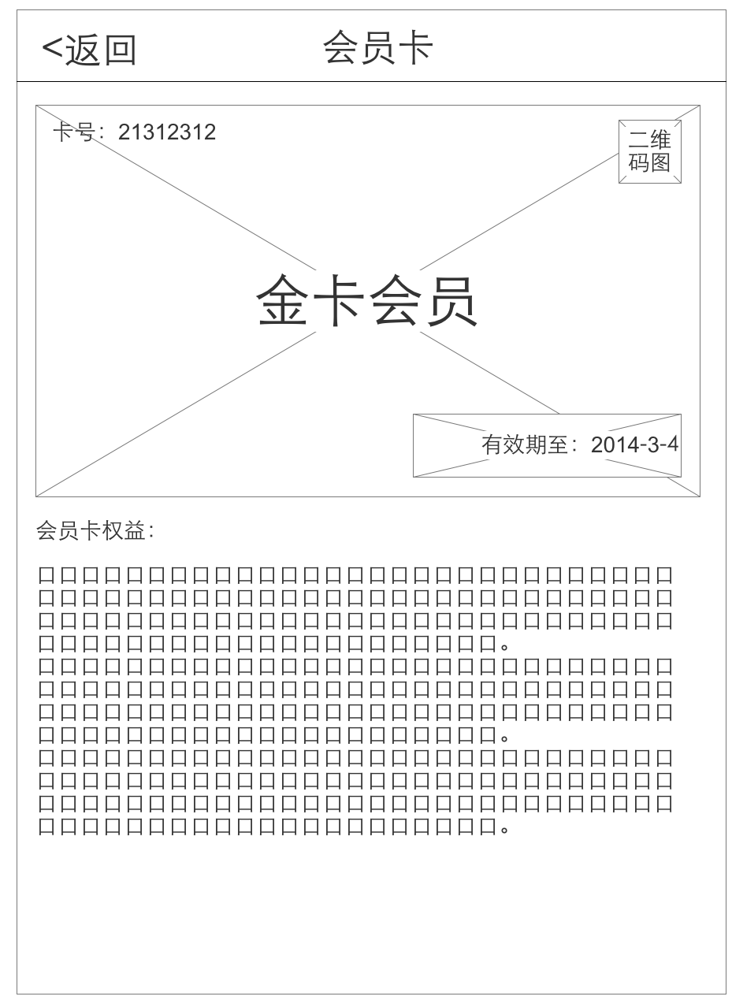 <返回
会员卡
卡号：21312312
二维
码图
金卡会员
有效期至：2014-3-4
会员卡权益：
口口口口口口口口口口口口口口口口口口口口口口口口口口口口口
口口口口口口口口口口口口口口口口口口口口口口口口口口口口口
口口口口口口口口口口口口口口口口口口口口口口口口口口口口口
口口口口口口口口口口口口口口口口口口口口口。
口口口口口口口口口口口口口口口口口口口口口口口口口口口口口
口口口口口口口口口口口口口口口口口口口口口口口口口口口口口
口口口口口口口口口口口口口口口口口口口口口口口口口口口口口
口口口口口口口口口口口口口口口口口口口口口。
口口口口口口口口口口口口口口口口口口口口口口口口口口口口口
口口口口口口口口口口口口口口口口口口口口口口口口口口口口口
口口口口口口口口口口口口口口口口口口口口口口口口口口口口口
口口口口口口口口口口口口口口口口口口口口口。